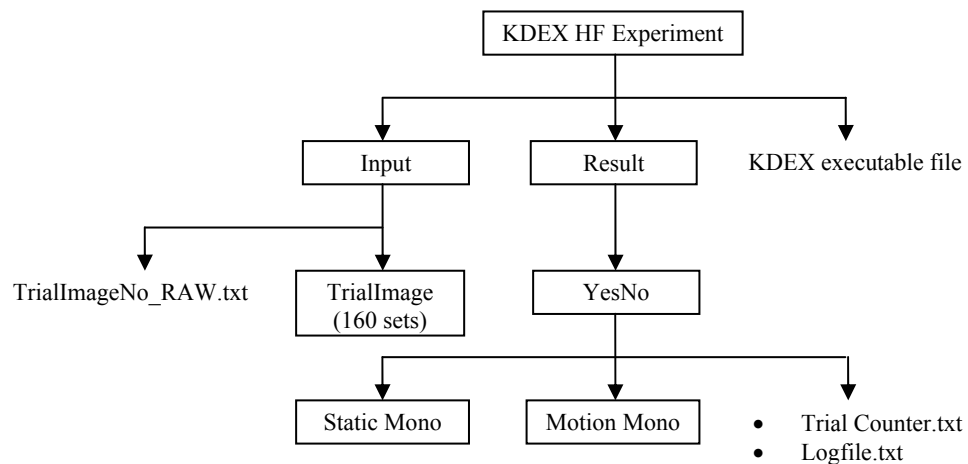 KDEX HF Experiment
Input
Result
KDEX executable file
TrialImageNo_RAW.txt
TrialImage
(160 sets)
YesNo
Static Mono
Motion Mono
• Trial Counter.txt
• Logfile.txt